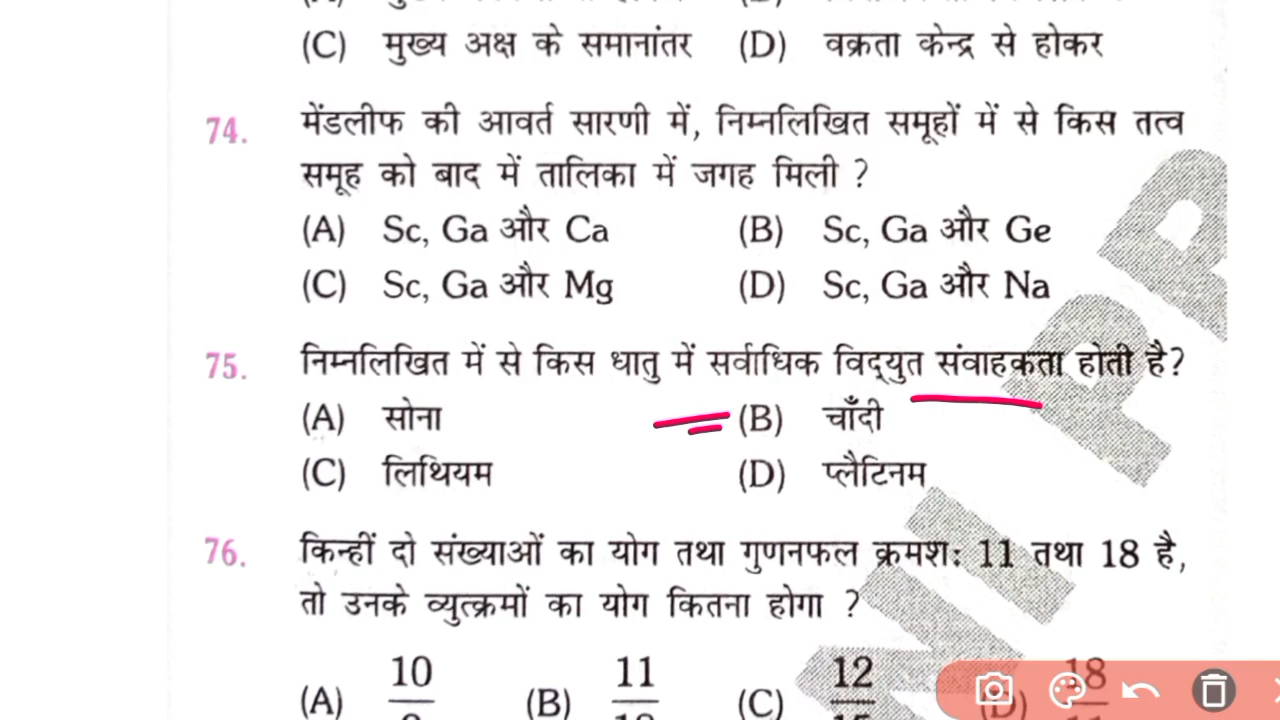 (C) मुख्य अक्ष के समानांतर (D) वक्रता केन्द्र से होकर
74. मेंडलीफ की आवर्त सारणी में, निम्नलिखित समूहों में से किस तत्व
समूह को बाद में तालिका में जगह मिली ?
(A) Sc, Ga और Ca (B) Sc, Ga और Ge
(C) Sc, Ga और Mg (D) Sc, Ga और Na
75. निम्नलिखित में से किस धातु में सर्वाधिक विद्‌युत संवाहकता होती है?
(A) सोना (B) चाँदी
(C) लिथियम (D) प्लैटिनम
76. किन्हीं दो संख्याओं का योग तथा गुणनफल क्रमश: 11 तथा 18 है,
तो उनके व्युत्क्रमों का योग कितना होगा ?
10 11 12 18
(A) (B) (C) (D)